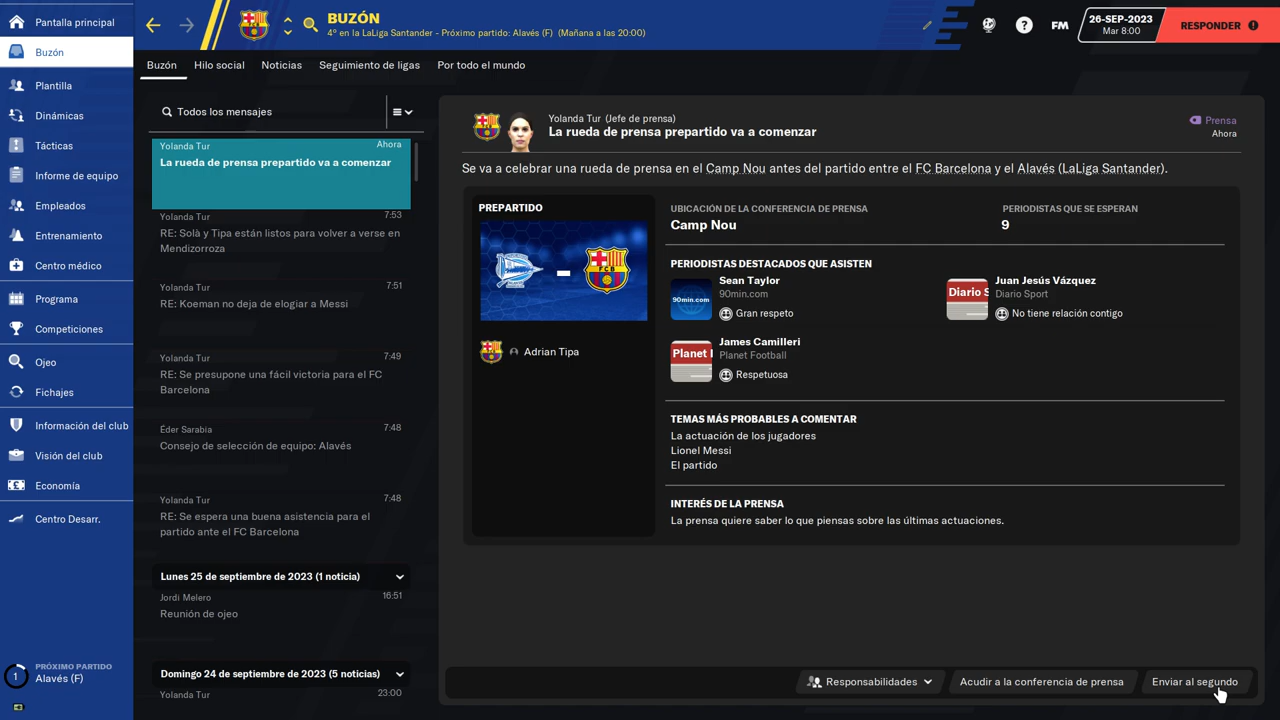 Pantalla principal
Buzón
Plantilla
Dinámicas
Tácticas
Informe de equipo
Empleados
Entrenamiento
Centro médico
Programa
Competiciones
Ojeo
Fichajes
Información del club
Visión del club
Economía
Centro Desarr.
1
PRÓXIMO PARTIDO
Alavés (F)
BUZÓN
4º en la LaLiga Santander - Próximo partido: Alavés (F) (Mañana a las 20:00)
FM
26-SEP-2023
Mar 8:00
RESPONDER
Buzón
Hilo social
Noticias
Seguimiento de ligas
Por todo el mundo
Todos los mensajes
Yolanda Tur Ahora
La rueda de prensa prepartido va a comenzar
Yolanda Tur 7:53
RE: Solà y Tipa están listos para volver a verse en
Mendizorroza
Yolanda Tur 7:51
RE: Koeman no deja de elogiar a Messi
Yolanda Tur 7:49
RE: Se presupone una fácil victoria para el FC
Barcelona
Éder Sarabia 7:48
Consejo de selección de equipo: Alavés
Yolanda Tur 7:48
RE: Se espera una buena asistencia para el
partido ante el FC Barcelona
Lunes 25 de septiembre de 2023 (1 noticia)
Jordi Melero 16:51
Reunión de ojeo
Domingo 24 de septiembre de 2023 (5 noticias)
Yolanda Tur 23:00
Yolanda Tur (Jefe de prensa)
La rueda de prensa prepartido va a comenzar
Prensa
Ahora
Se va a celebrar una rueda de prensa en el Camp Nou antes del partido entre el FC Barcelona y el Alavés (LaLiga Santander).
PREPARTIDO
FCB
Adrian Tipa
UBICACIÓN DE LA CONFERENCIA DE PRENSA
Camp Nou
PERIODISTAS QUE SE ESPERAN
9
PERIODISTAS DESTACADOS QUE ASISTEN
90min.com
Sean Taylor
90min.com
Gran respeto
Diario S
Juan Jesús Vázquez
Diario Sport
No tiene relación contigo
Planet
James Camilleri
Planet Football
Respetuosa
TEMAS MÁS PROBABLES A COMENTAR
La actuación de los jugadores
Lionel Messi
El partido
INTERÉS DE LA PRENSA
La prensa quiere saber lo que piensas sobre las últimas actuaciones.
Responsabilidades
Acudir a la conferencia de prensa
Enviar al segundo